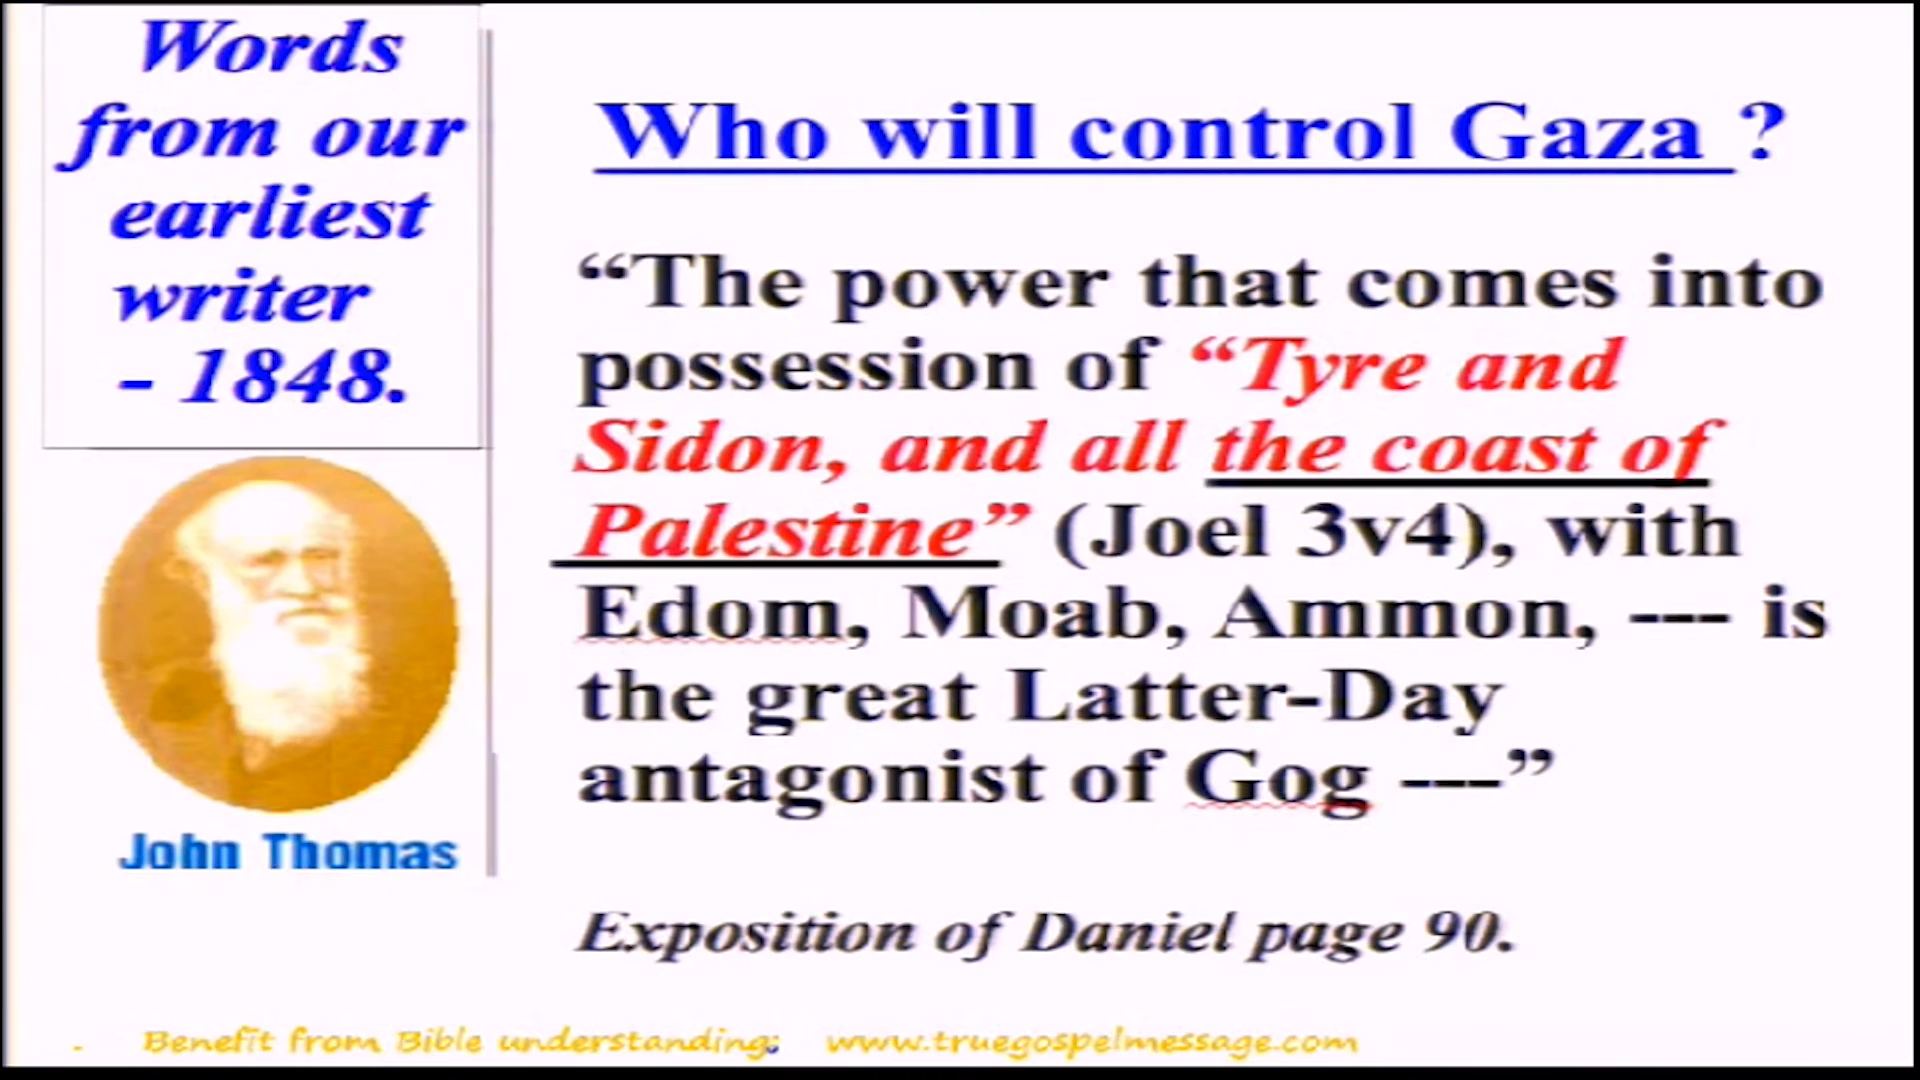 Words
from our
earliest
writer
- 1848.
John Thomas
Who will control Gaza ?
“The power that comes into
possession of “Tyre and
Sidon, and all the coast of
Palestine” (Joel 3v4), with
Edom, Moab, Ammon, --- is
the great Latter-Day
antagonist of Gog ---”
Exposition of Daniel page 90.
. Benefit from Bible understanding: www.truegospelmessage.com